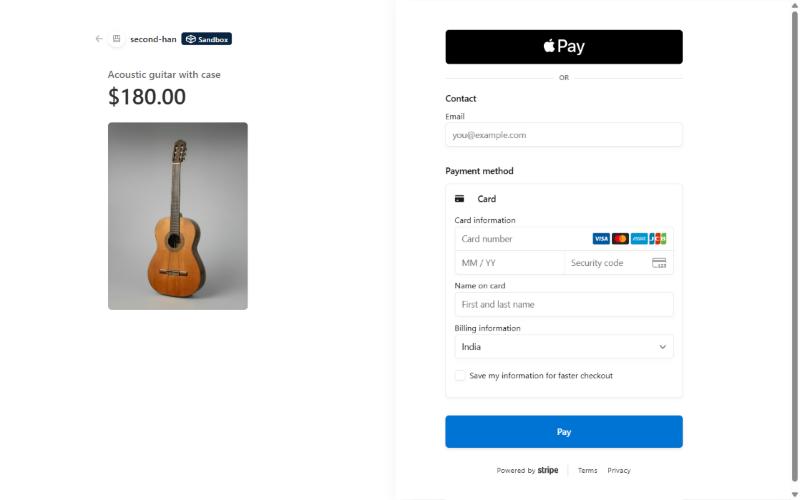 second-han Sandbox
Acoustic guitar with case
$180.00
Pay
OR
Contact
Email
you@example.com
Payment method
Card
Card information
Card number VISA
MM / YY Security code
Name on card
First and last name
Billing information
India
Save my information for faster checkout
Pay
Powered by stripe Terms Privacy